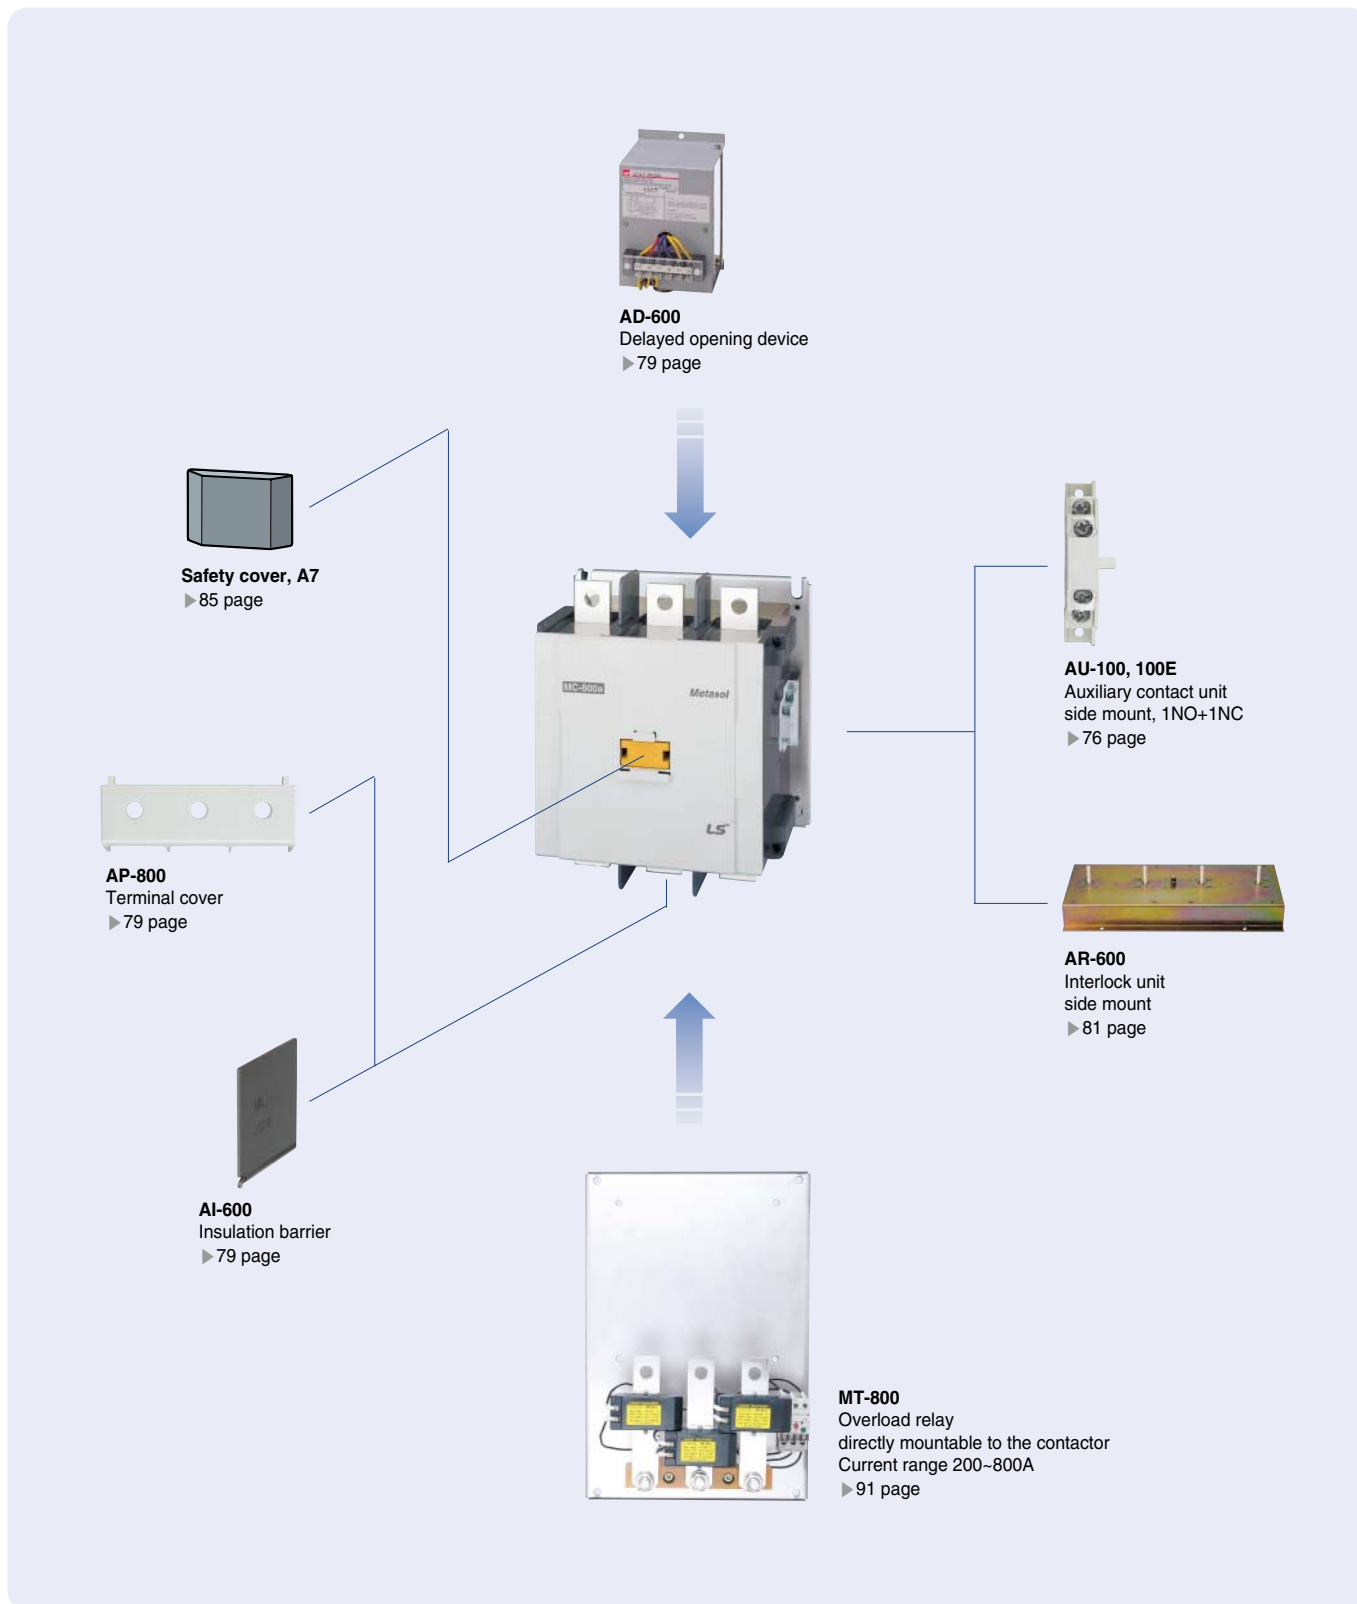 AD-600
Delayed opening device
▶79 page
Safety cover, A7
▶85 page
MC-800a
Metasol
LS
AU-100, 100E
Auxiliary contact unit
side mount, 1NO+1NC
▶76 page
AP-800
Terminal cover
▶79 page
AR-600
Interlock unit
side mount
▶81 page
AI-600
Insulation barrier
▶79 page
MT-800
Overload relay
directly mountable to the contactor
Current range 200~800A
▶91 page